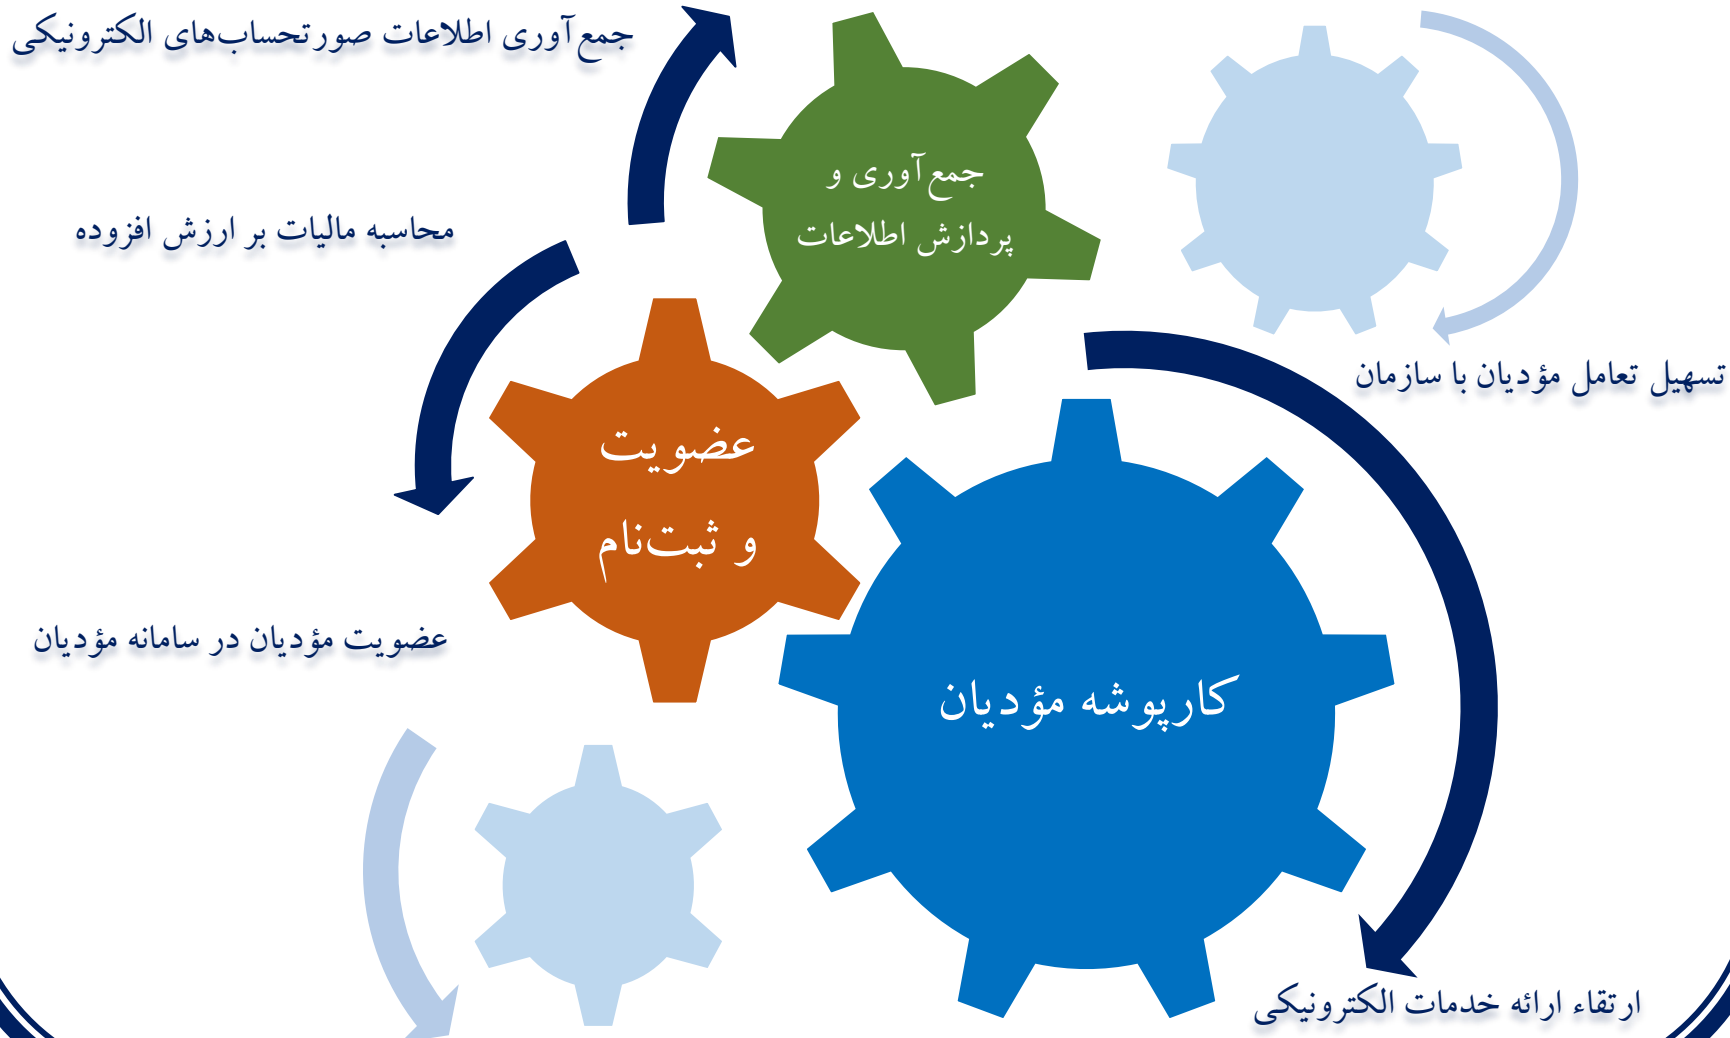 جمع‌آوری اطلاعات صورتحساب‌های الکترونیکی
جمع‌آوری و
پردازش اطلاعات
محاسبه مالیات بر ارزش افزوده
تسهیل تعامل مؤدیان با سازمان
عضویت
و ثبت‌نام
عضویت مؤدیان در سامانه مؤدیان
کارپوشه مؤدیان
ارتقاء ارائه خدمات الکترونیکی